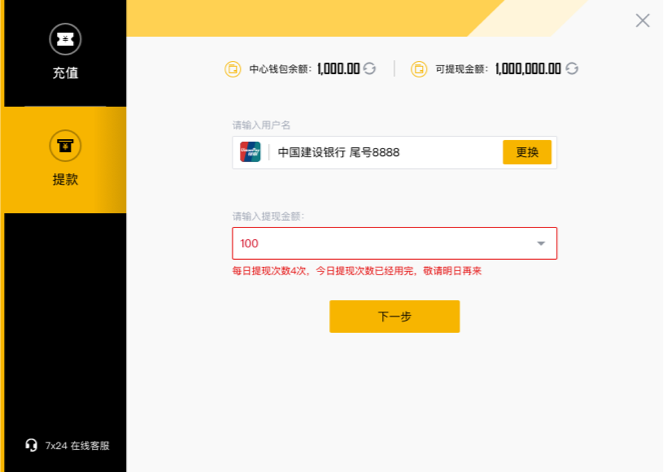 充值
提款
7x24 在线客服
中心钱包余额: 1,000.00
可提现金额: 1,000,000.00
请输入用户名
中国建设银行 尾号8888
更换
请输入提现金额:
100
每日提现次数4次, 今日提现次数已经用完, 敬请明日再来
下一步